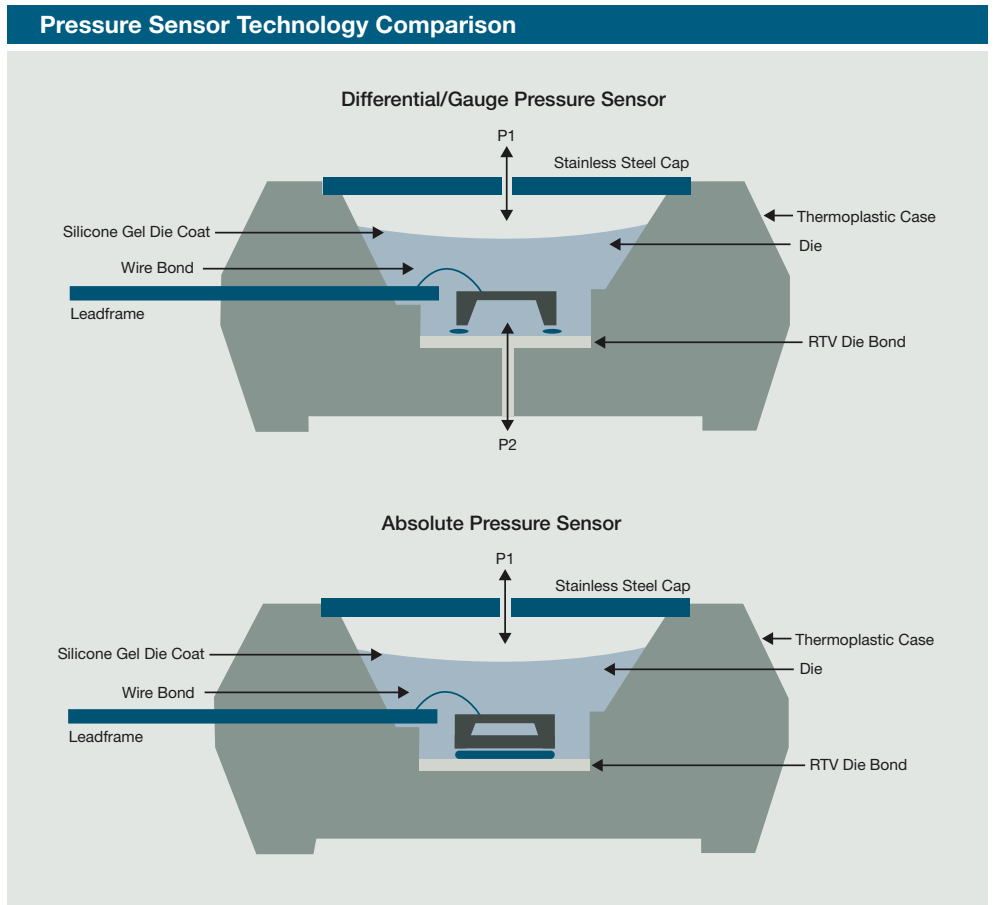 Pressure Sensor Technology Comparison
Differential/Gauge Pressure Sensor
P1
Stainless Steel Cap
Thermoplastic Case
Silicone Gel Die Coat
Die
Wire Bond
Leadframe
RTV Die Bond
P2
Absolute Pressure Sensor
P1
Stainless Steel Cap
Thermoplastic Case
Silicone Gel Die Coat
Die
Wire Bond
Leadframe
RTV Die Bond